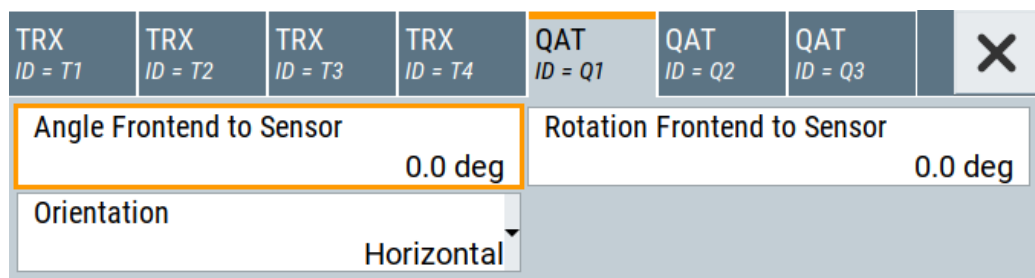 TRX TRX TRX TRX QAT QAT QAT
ID = T1 ID = T2 ID = T3 ID = T4 ID = Q1 ID = Q2 ID = Q3
Angle Frontend to Sensor Rotation Frontend to Sensor
0.0 deg 0.0 deg
Orientation
Horizontal